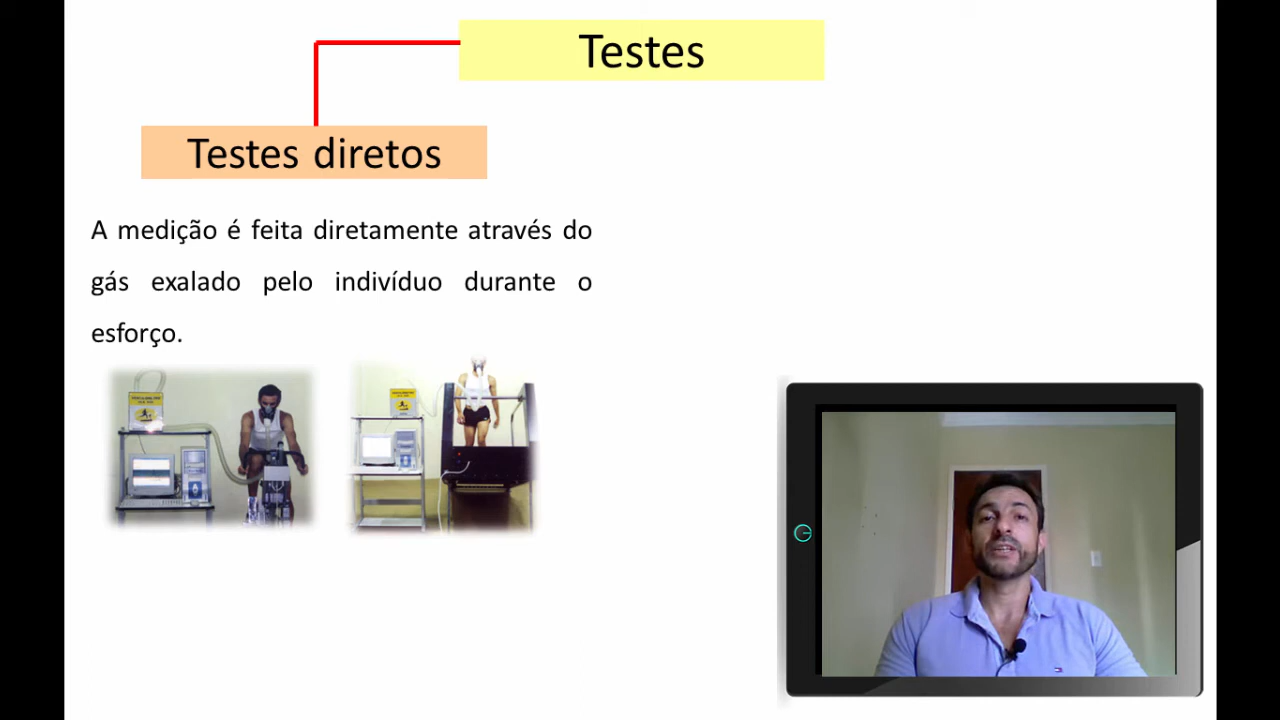 Testes
Testes diretos
A medição é feita diretamente através do
gás exalado pelo indivíduo durante o
esforço.